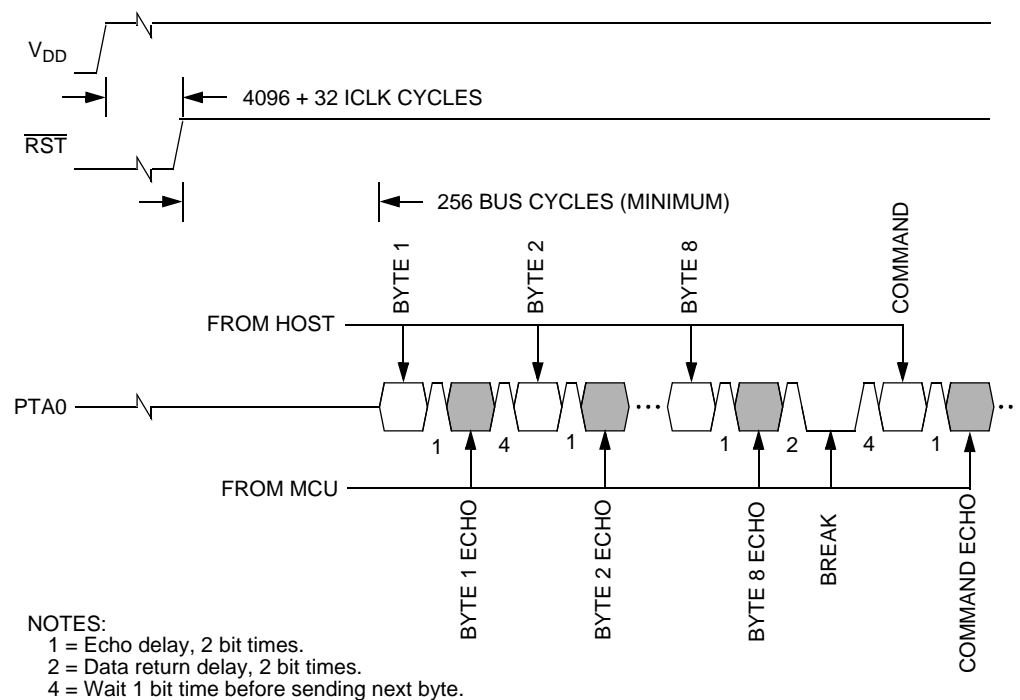 VDD
4096 + 32 ICLK CYCLES
RST
256 BUS CYCLES (MINIMUM)
BYTE 1
BYTE 2
BYTE 8
COMMAND
FROM HOST
PTA0
...
..
1
4
1
1
2
4
1
FROM MCU
BYTE 1 ECHO
BYTE 2 ECHO
BYTE 8 ECHO
BREAK
COMMAND ECHO
NOTES:
1 = Echo delay, 2 bit times.
2 = Data return delay, 2 bit times.
4 = Wait 1 bit time before sending next byte.